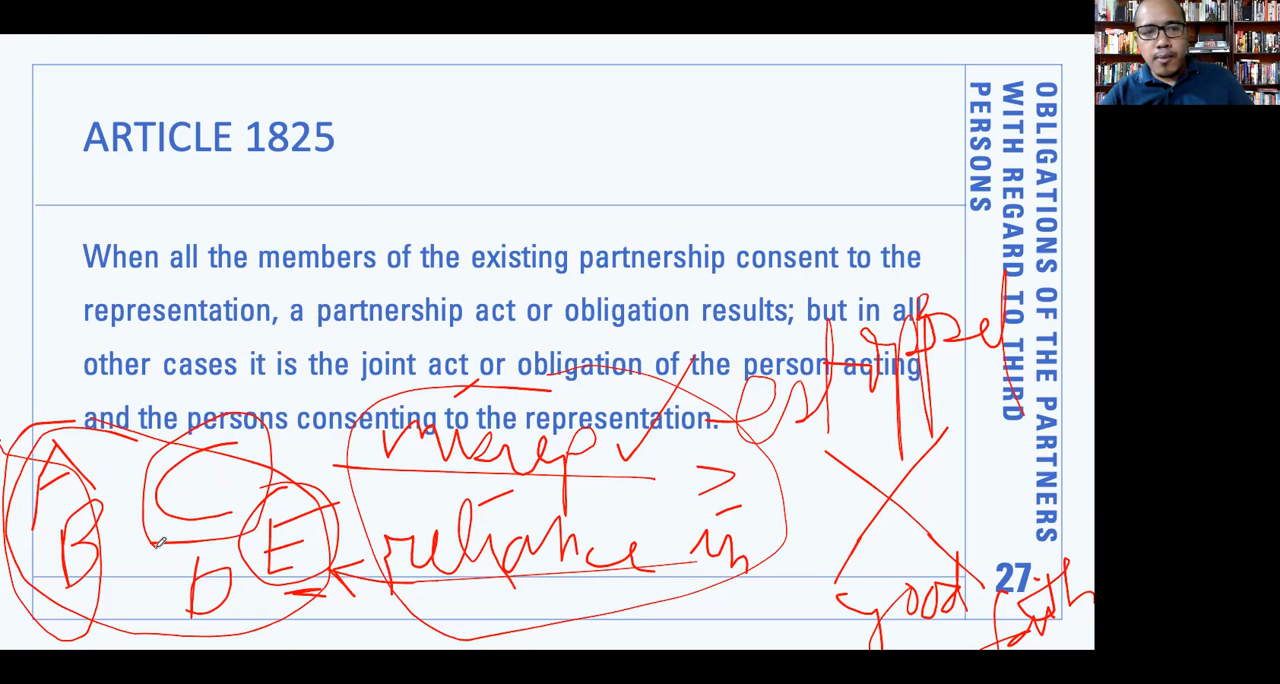 ARTICLE 1825
When all the members of the existing partnership consent to the
representation, a partnership act or obligation results; but in all
other cases it is the joint act or obligation of the person acting
and the persons consenting to the representation.
OBLIGATIONS OF THE PARTNERS
WITH REGARD TO THIRD
PERSONS
27
estoppel
misrep
reliance in
good faith
A
B
C
D
E